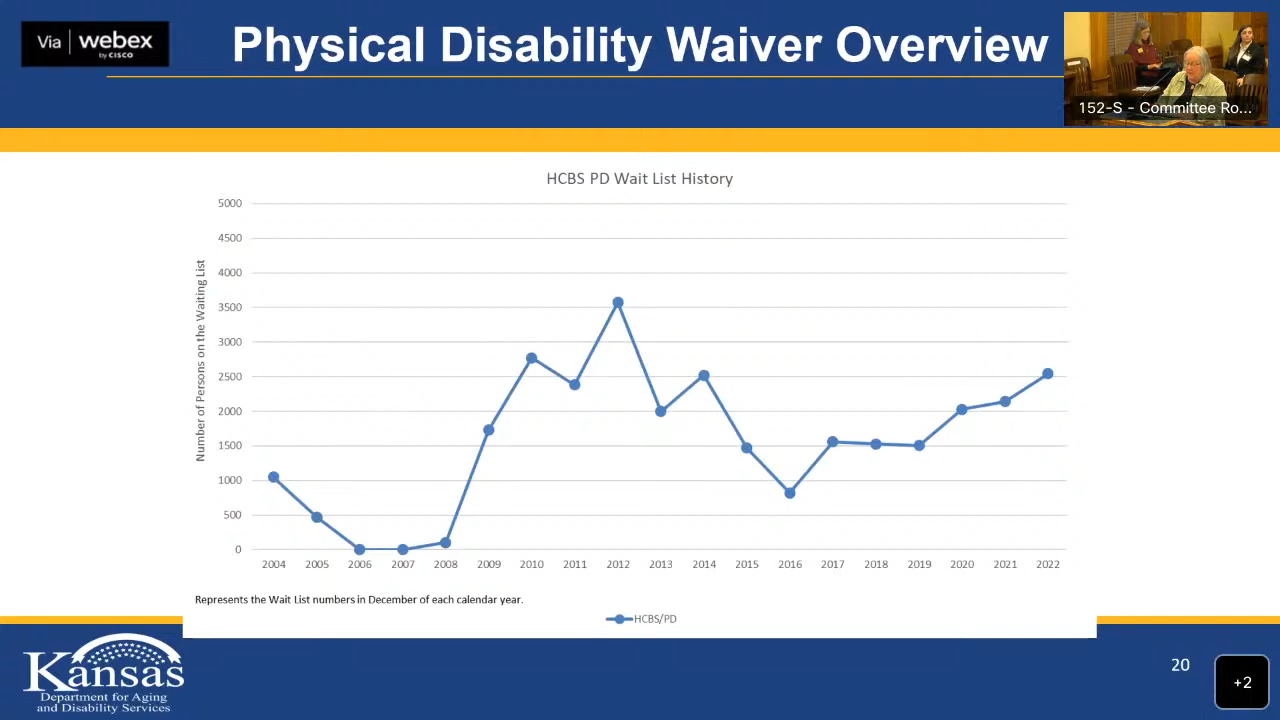 Via | webex
by CISCO
Physical Disability Waiver Overview
152-S - Committee Ro...
HCBS PD Wait List History
Number of Persons on the Waiting List
5000
4500
4000
3500
3000
2500
2000
1500
1000
500
0
2004 2005 2006 2007 2008 2009 2010 2011 2012 2013 2014 2015 2016 2017 2018 2019 2020 2021 2022
Represents the Wait List numbers in December of each calendar year.
HCBS/PD
Kansas
Department for Aging
and Disability Services
20
+2